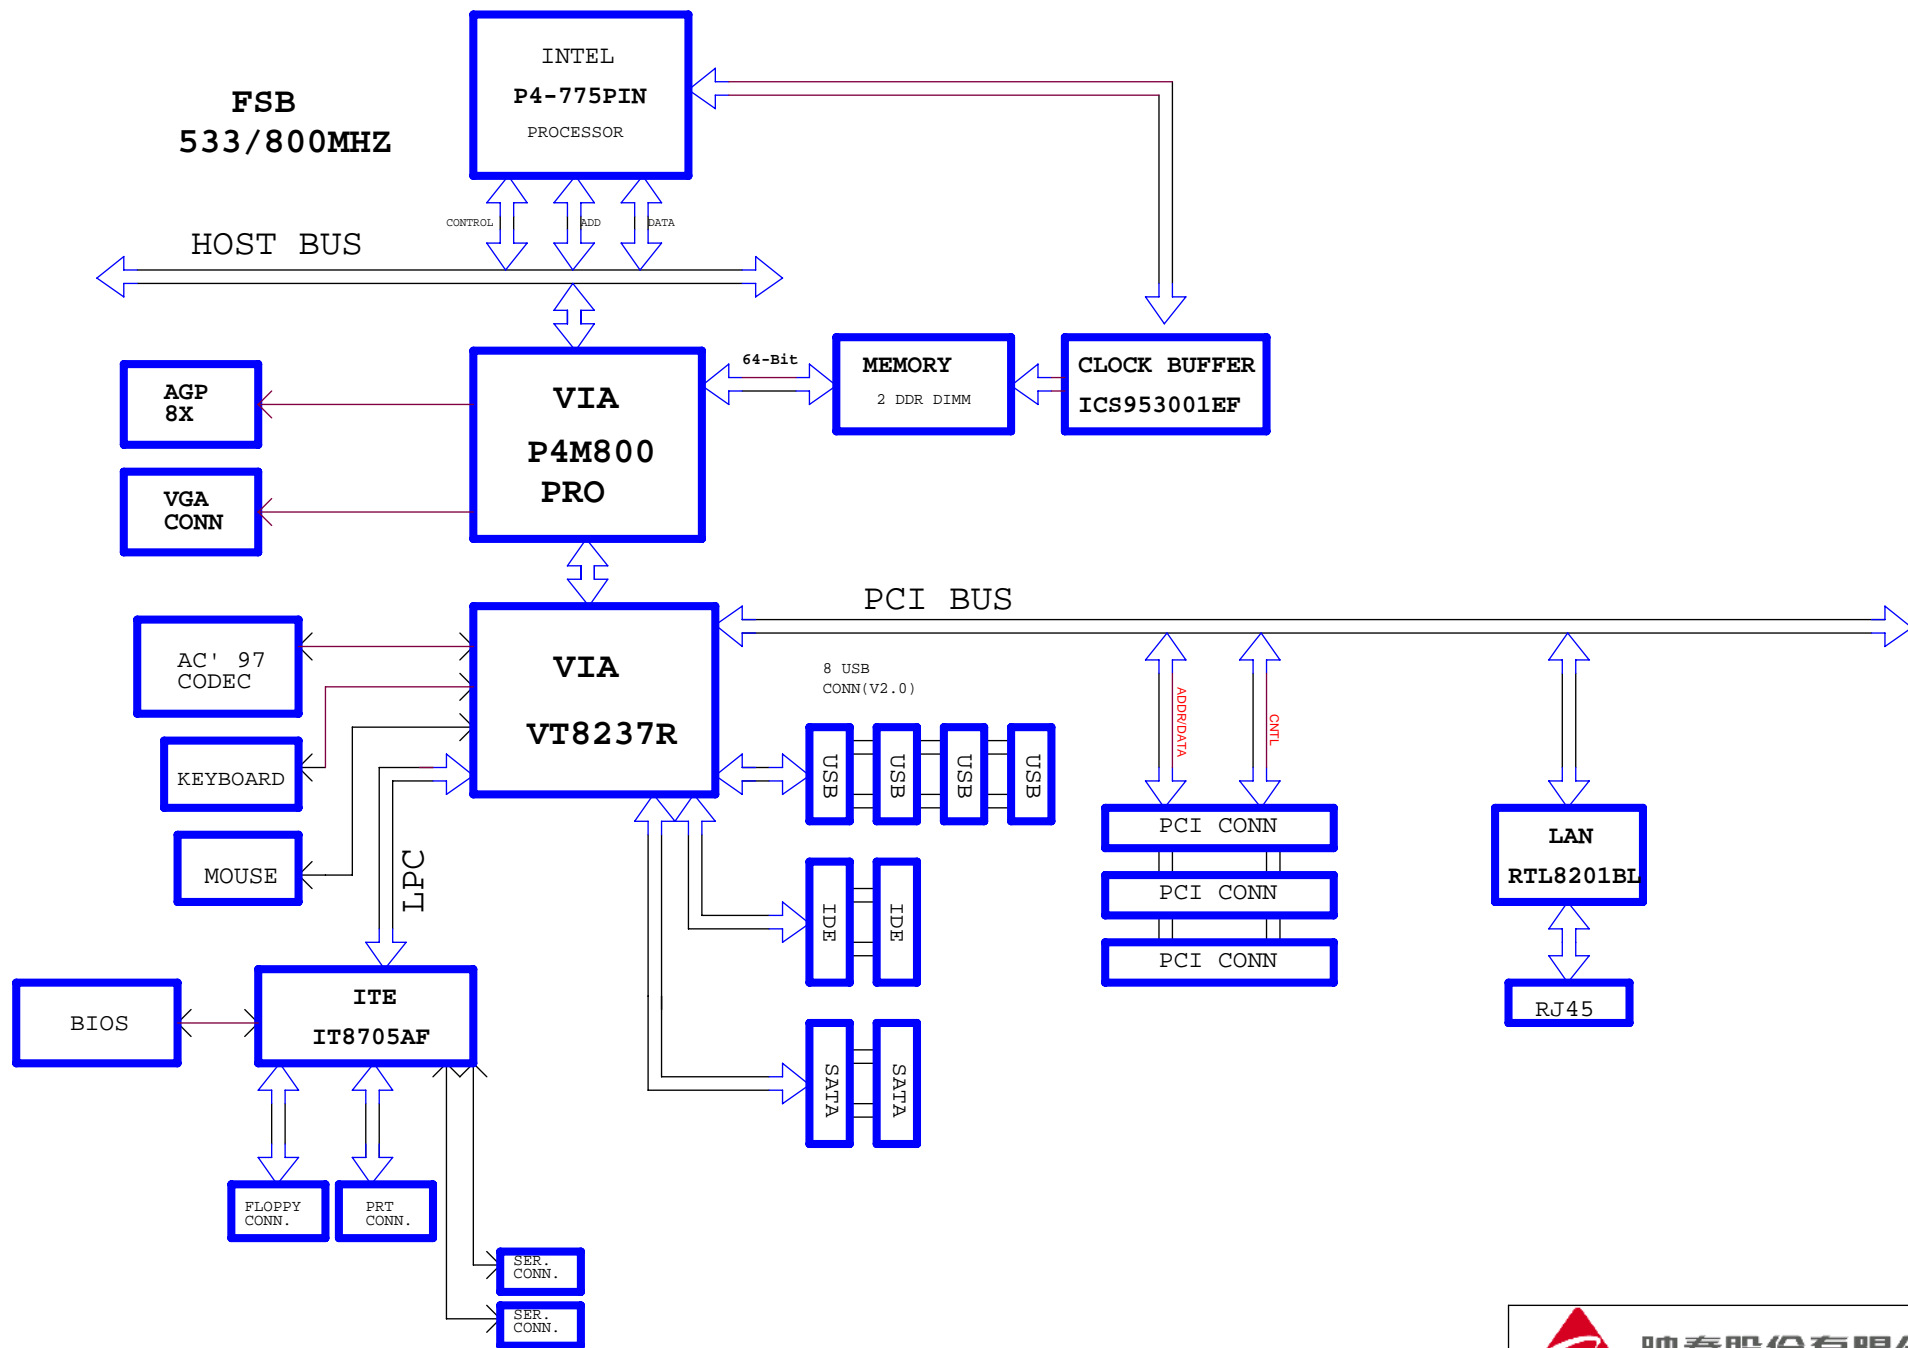 INTEL
P4-775PIN
PROCESSOR
FSB
533/800MHZ
CONTROL
ADD
DATA
HOST BUS
AGP
8X
VGA
CONN
VIA
P4M800
PRO
64-Bit
MEMORY
2 DDR DIMM
CLOCK BUFFER
ICS953001EF
PCI BUS
AC' 97
CODEC
KEYBOARD
MOUSE
VIA
VT8237R
8 USB
CONN(V2.0)
USB
USB
USB
USB
ADDR/DATA
CNTL
LPC
IDE
IDE
SATA
SATA
PCI CONN
PCI CONN
PCI CONN
LAN
RTL8201BL
RJ45
BIOS
ITE
IT8705AF
FLOPPY
CONN.
PRT
CONN.
SER.
CONN.
SER.
CONN.